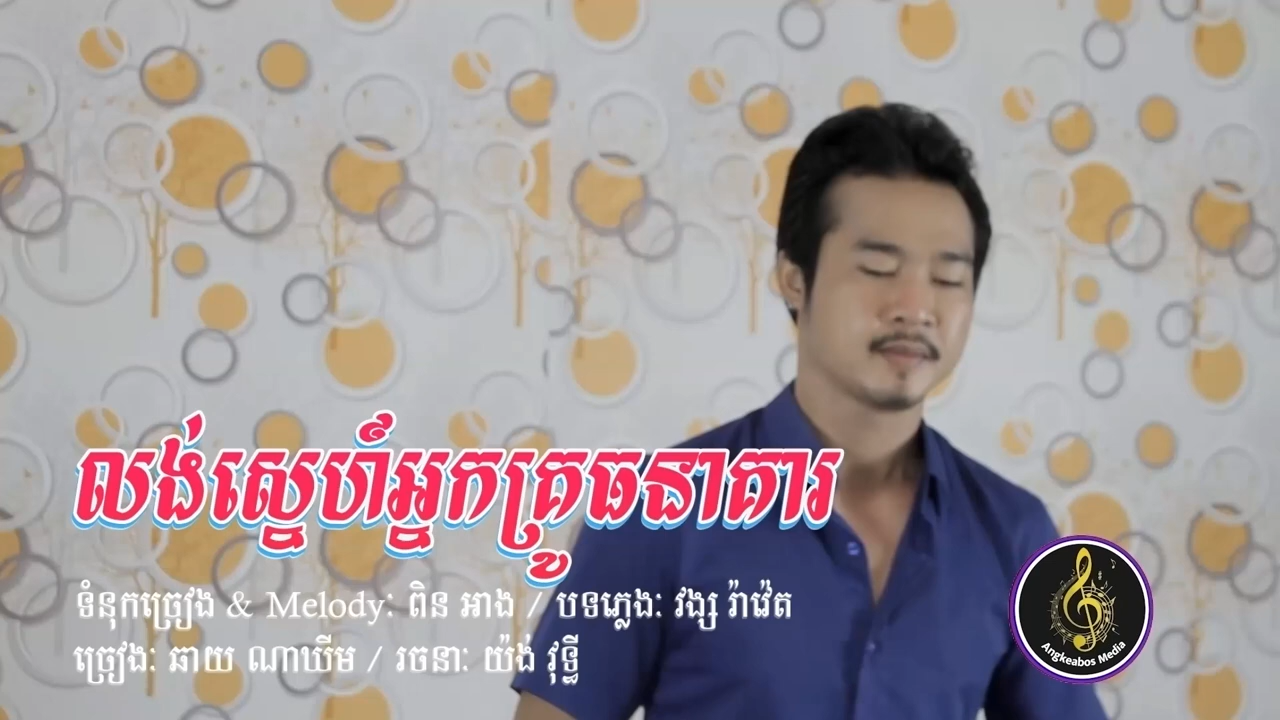 លង់ស្នេហ៍អ្នកគ្រូធនាគារ
ទំនុកច្រៀង & Melody: ពិន អាង / បទភ្លេង: វង្ស រ៉ាវ៉េត
ច្រៀង: ឆាយ ណាឃីម / រចនា: យ៉ង់ វុទ្ធី
Angkeabos Media